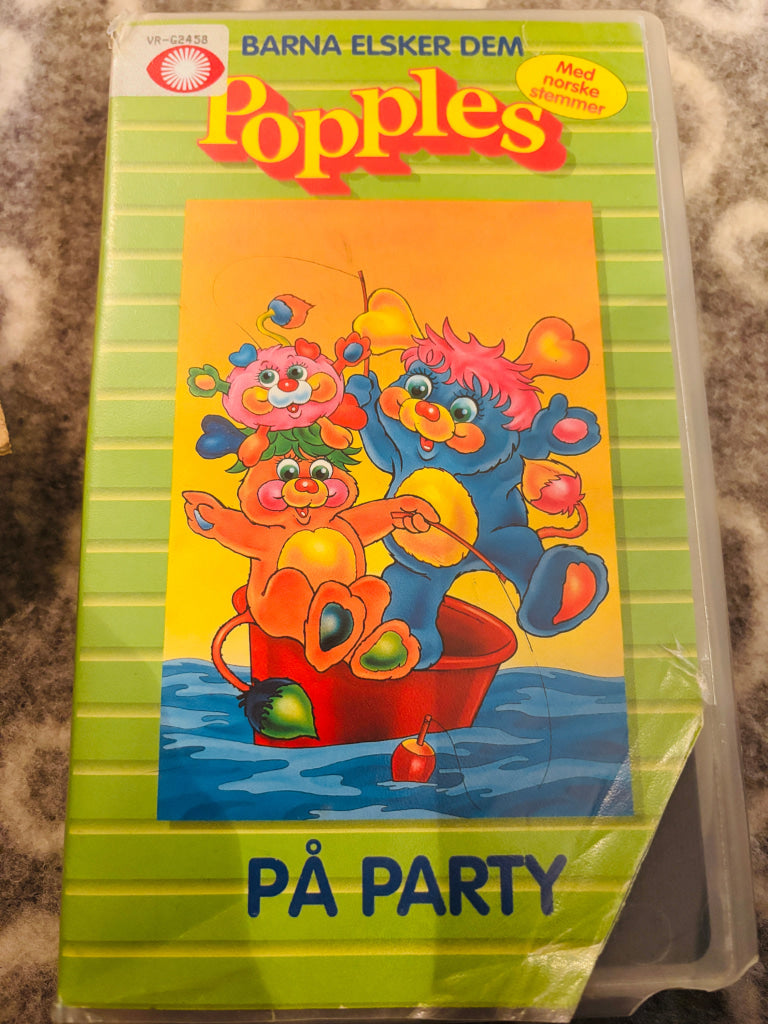 VR-G2458
BARNA ELSKER DEM
Popples
Med
norske
stemmer
PÅ PARTY